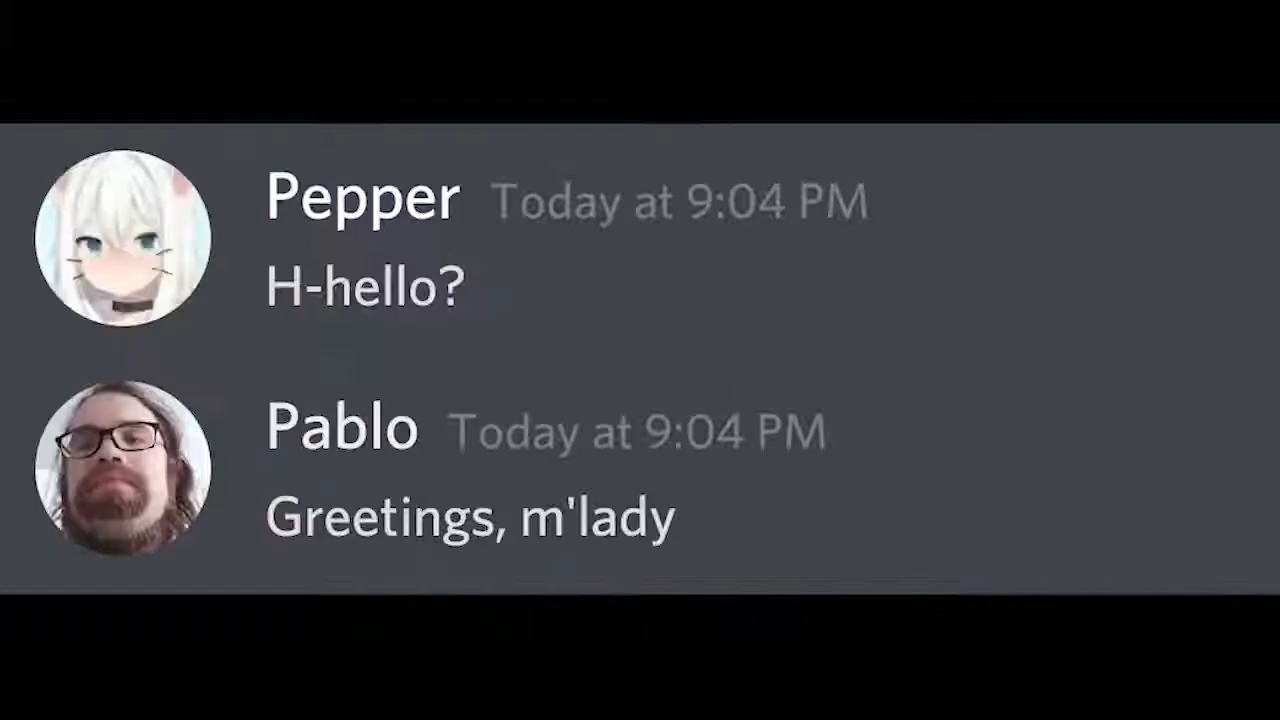 Pepper Today at 9:04 PM
H-hello?
Pablo Today at 9:04 PM
Greetings, m'lady